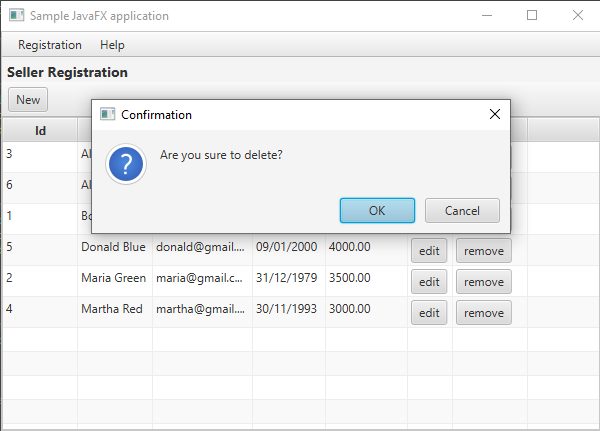 Sample JavaFX application
Registration Help
Seller Registration
New
Confirmation
Are you sure to delete?
OK Cancel
Id
3 Al
6 Al
1
5 Donald Blue donald@gmail.... 09/01/2000 4000.00 edit remove
2 Maria Green maria@gmail.c... 31/12/1979 3500.00 edit remove
4 Martha Red martha@gmail.... 30/11/1993 3000.00 edit remove